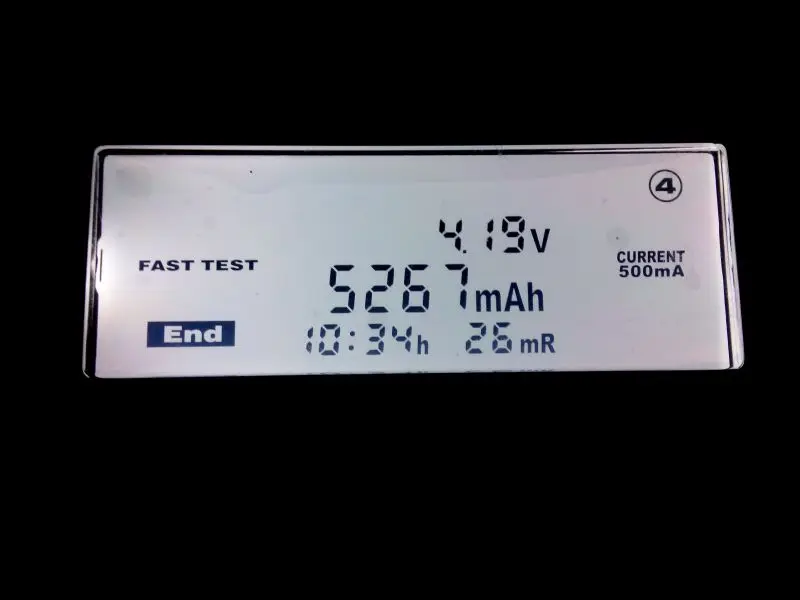 ④
4.19V
FAST TEST
CURRENT
500mA
5267mAh
End
10:34h 26mR